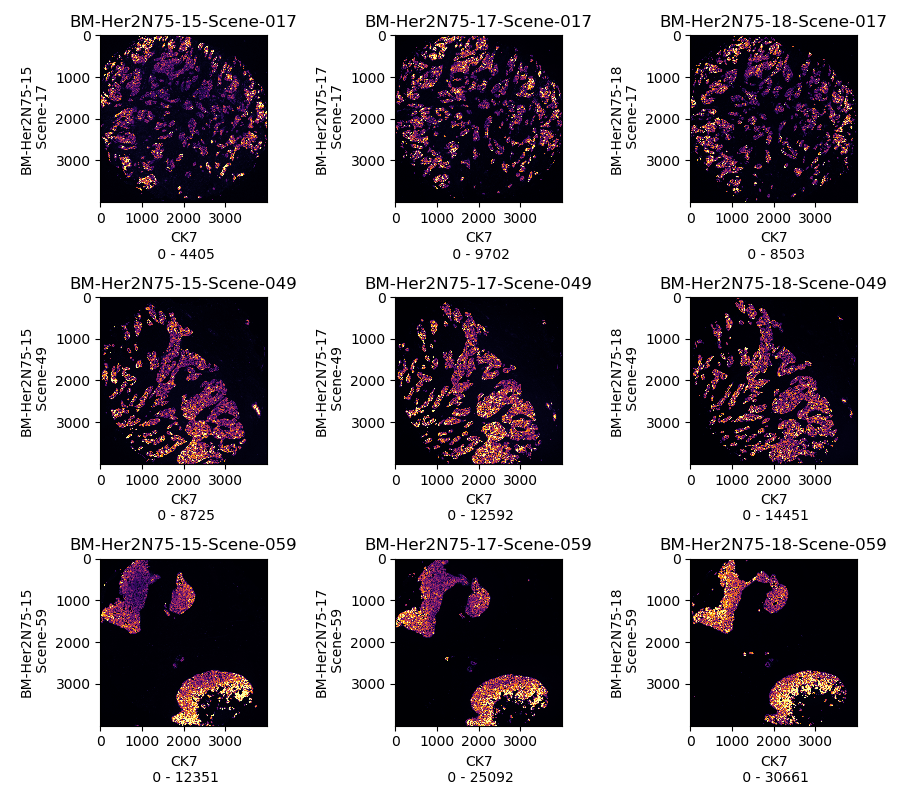 BM-Her2N75-15-Scene-017 BM-Her2N75-17-Scene-017 BM-Her2N75-18-Scene-017
BM-Her2N75-15
Scene-17
0
1000
2000
3000
0 1000 2000 3000
CK7
0 - 4405
BM-Her2N75-17
Scene-17
0
1000
2000
3000
0 1000 2000 3000
CK7
0 - 9702
BM-Her2N75-18
Scene-17
0
1000
2000
3000
0 1000 2000 3000
CK7
0 - 8503
BM-Her2N75-15-Scene-049 BM-Her2N75-17-Scene-049 BM-Her2N75-18-Scene-049
BM-Her2N75-15
Scene-49
0
1000
2000
3000
0 1000 2000 3000
CK7
0 - 8725
BM-Her2N75-17
Scene-49
0
1000
2000
3000
0 1000 2000 3000
CK7
0 - 12592
BM-Her2N75-18
Scene-49
0
1000
2000
3000
0 1000 2000 3000
CK7
0 - 14451
BM-Her2N75-15-Scene-059 BM-Her2N75-17-Scene-059 BM-Her2N75-18-Scene-059
BM-Her2N75-15
Scene-59
0
1000
2000
3000
0 1000 2000 3000
CK7
0 - 12351
BM-Her2N75-17
Scene-59
0
1000
2000
3000
0 1000 2000 3000
CK7
0 - 25092
BM-Her2N75-18
Scene-59
0
1000
2000
3000
0 1000 2000 3000
CK7
0 - 30661